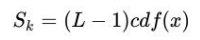 S_k = (L − 1)cdf(x)